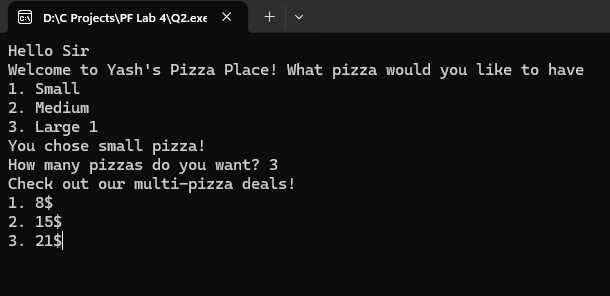 D:\C Projects\PF Lab 4\Q2.exe
Hello Sir
Welcome to Yash's Pizza Place! What pizza would you like to have
1. Small
2. Medium
3. Large 1
You chose small pizza!
How many pizzas do you want? 3
Check out our multi-pizza deals!
1. 8$
2. 15$
3. 21$